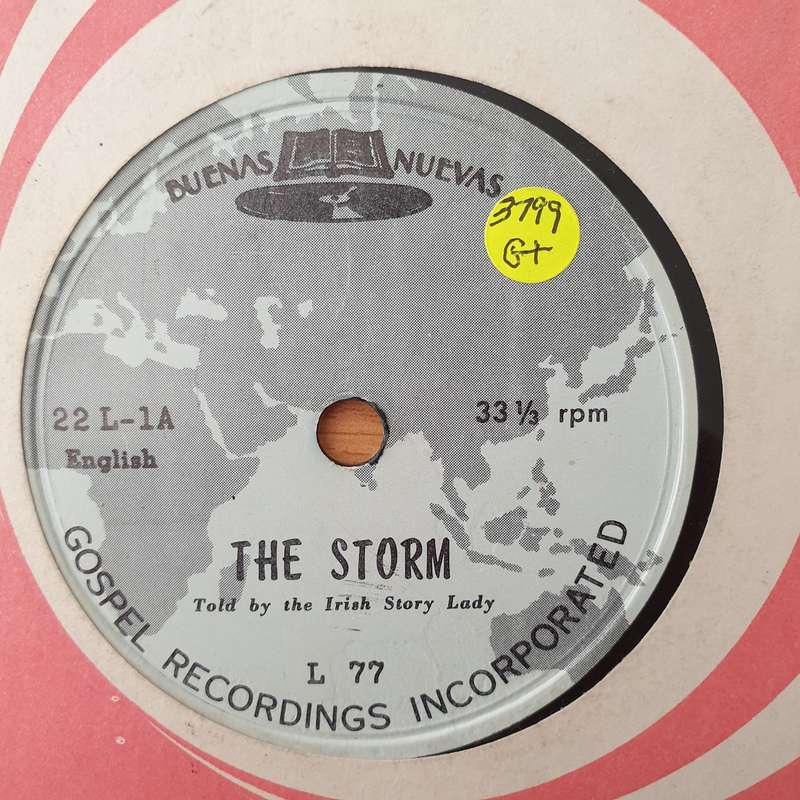 BUENAS NUEVAS
3799
G+
22 L-1A
English
33 ⅓ rpm
THE STORM
Told by the Irish Story Lady
L 77
GOSPEL RECORDINGS INCORPORATED